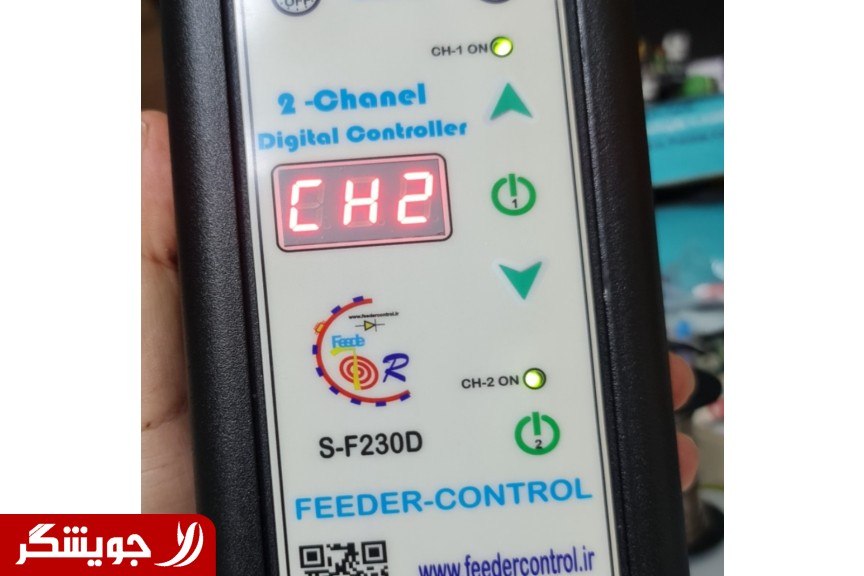 OFF
CH-1 ON
2 -Chanel
Digital Controller
CH2
1
www.feedercontrol.ir
Feede
R
CH-2 ON
2
S-F230D
FEEDER-CONTROL
www.feedercontrol.ir
جویشگر